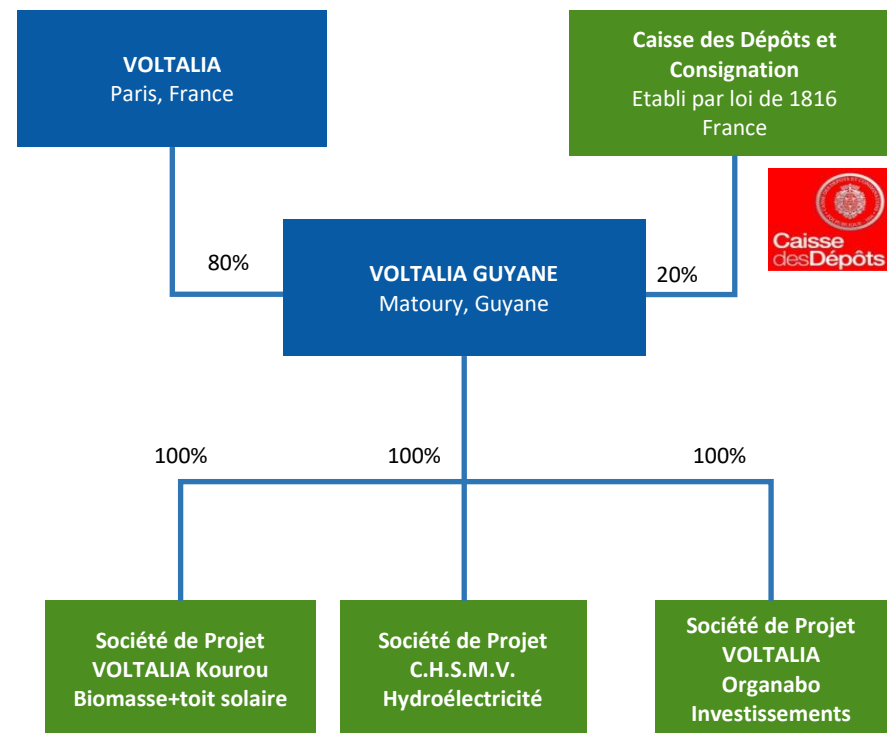 VOLTALIA
Paris, France
Caisse des Dépôts et
Consignation
Etabli par loi de 1816
France
Caisse
desDépôts
80%
VOLTALIA GUYANE
Matoury, Guyane
20%
100%
100%
100%
Société de Projet
VOLTALIA Kourou
Biomasse+toit solaire
Société de Projet
C.H.S.M.V.
Hydroélectricité
Société de Projet
VOLTALIA
Organabo
Investissements